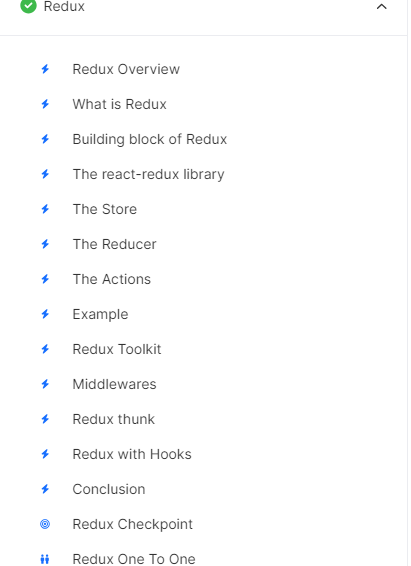 Redux
Redux Overview
What is Redux
Building block of Redux
The react-redux library
The Store
The Reducer
The Actions
Example
Redux Toolkit
Middlewares
Redux thunk
Redux with Hooks
Conclusion
Redux Checkpoint
Redux One To One